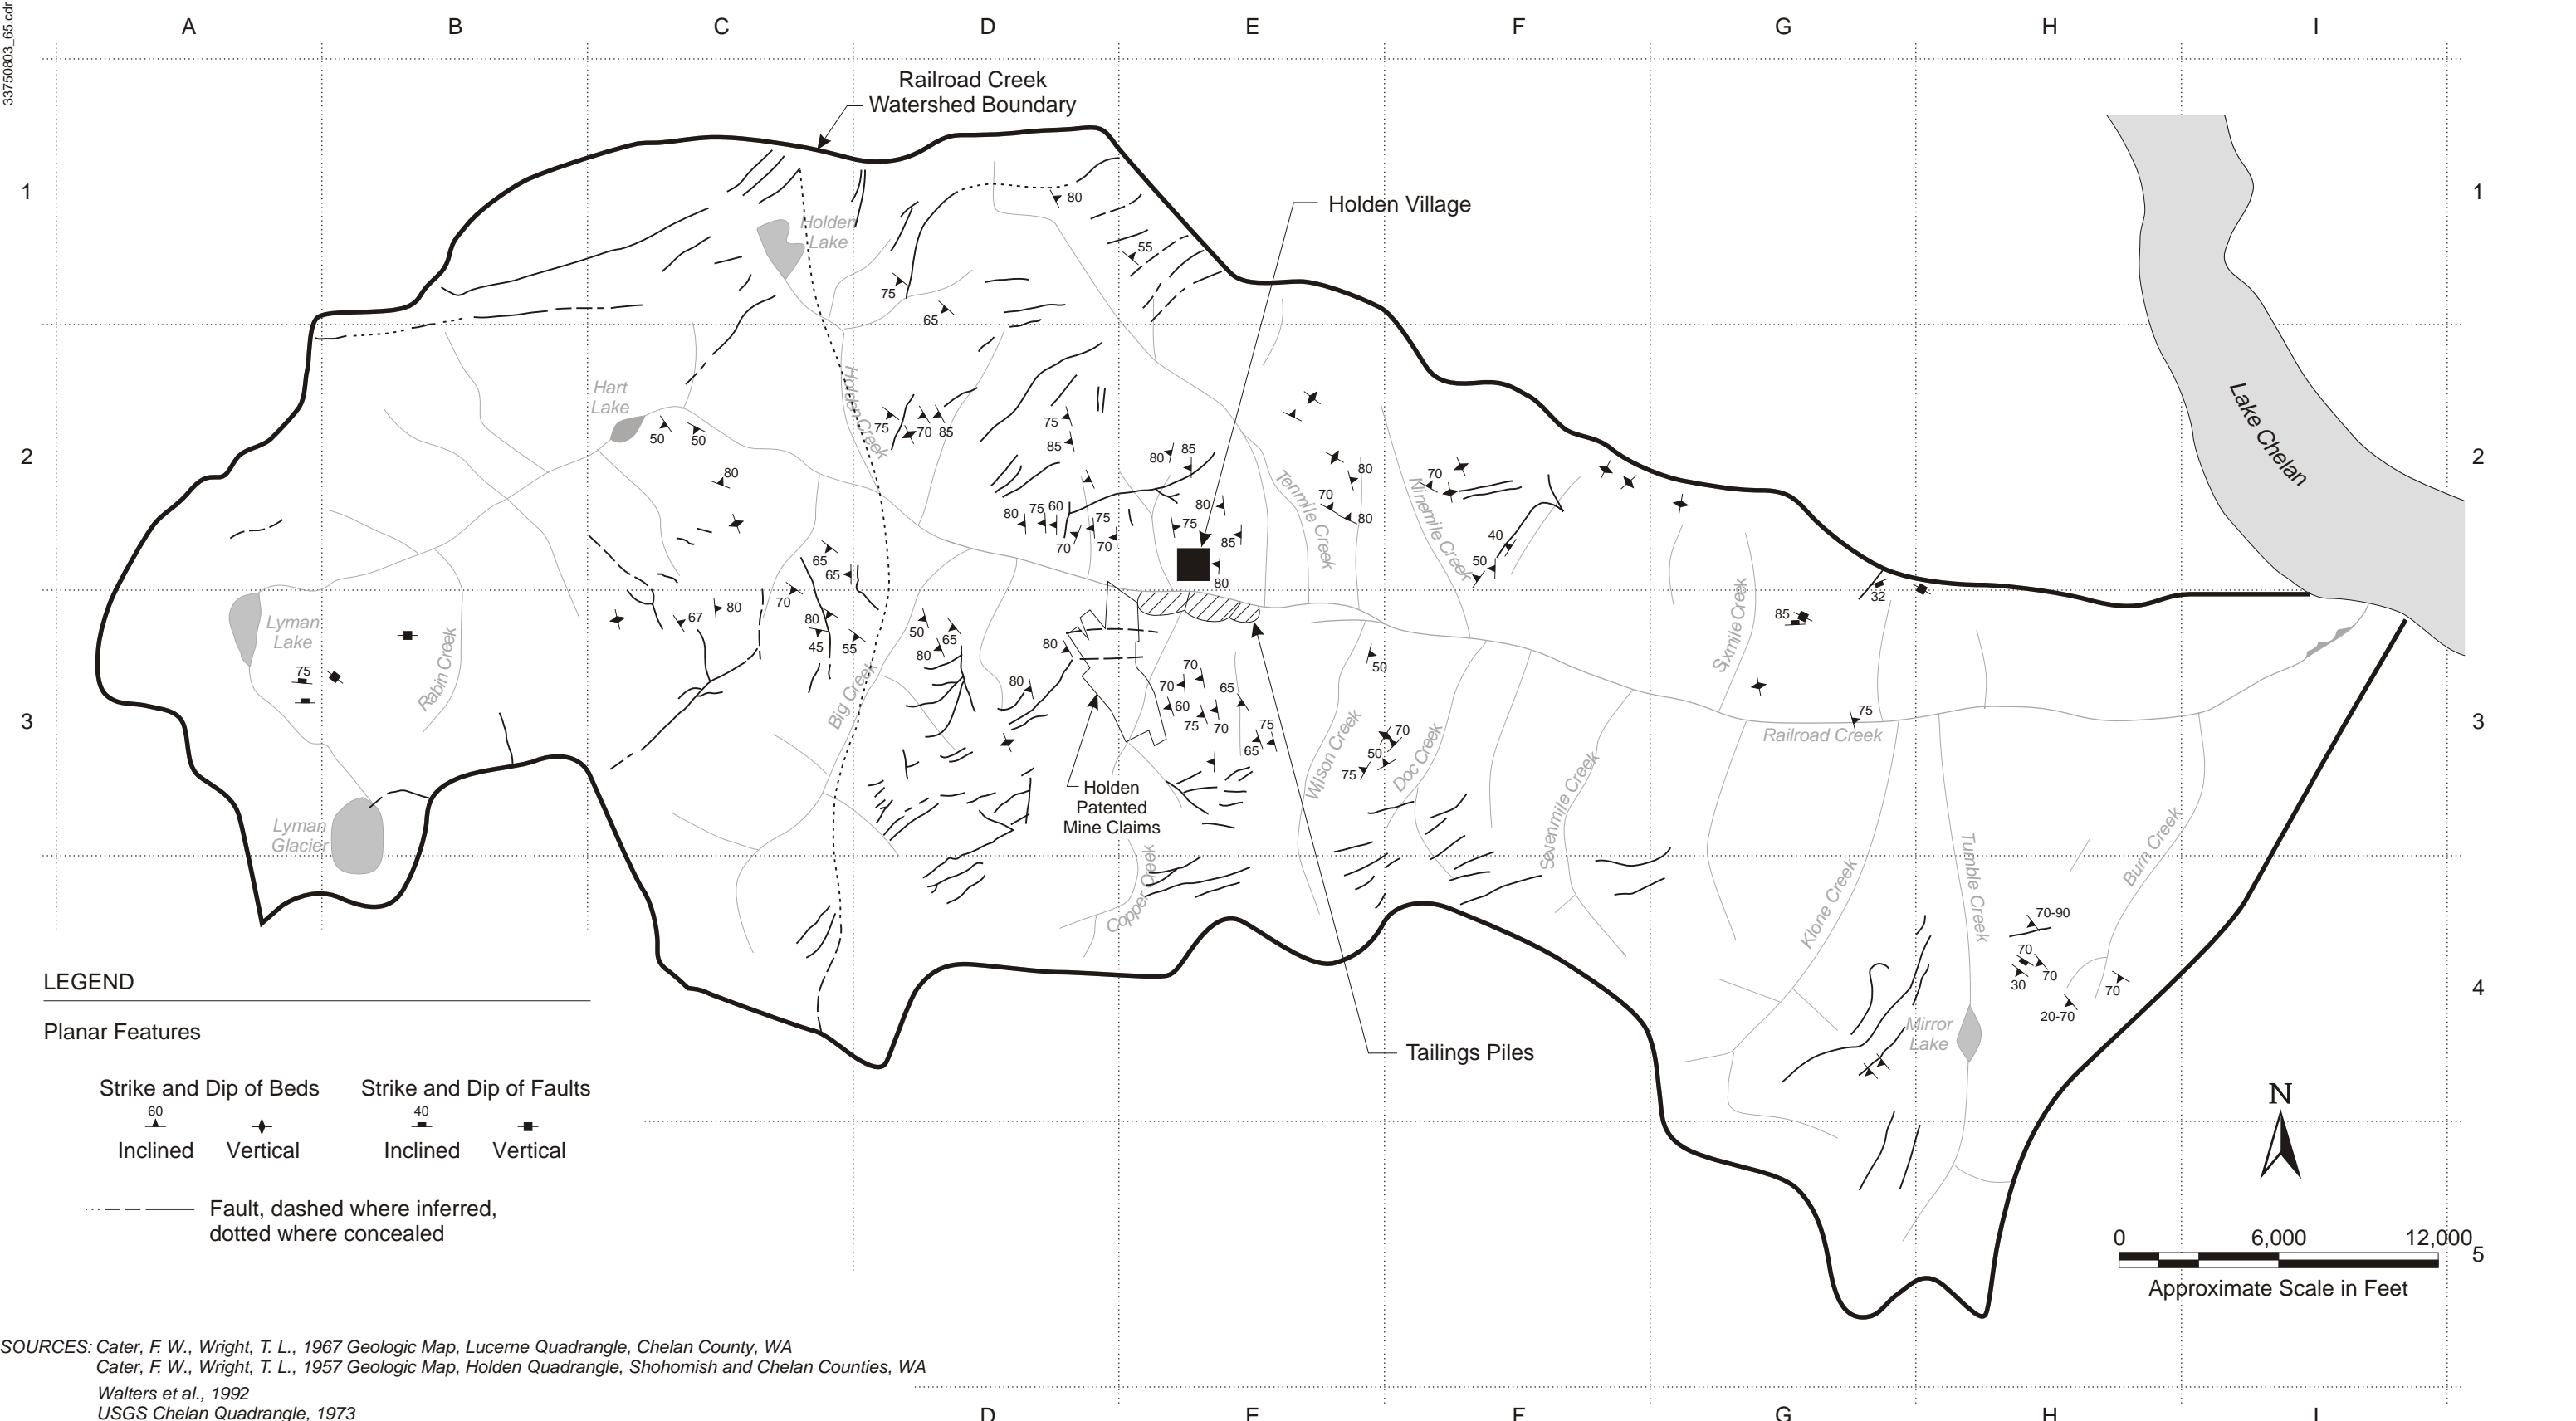 33750803_65.cdr
A B C D E F G H I
Railroad Creek
Watershed Boundary
1
1
80
Holden Village
Holden
Lake
55
75
65
Hart
Lake
Holden Creek
Lake Chelan
50
50
75
70
85
75
85
80
85
2
2
80
80
70
80
70
Tenmile Creek
Ninemile Creek
80
75
60
75
80
75
85
70
70
40
50
80
65
65
70
80
32
67
80
45
55
50
65
80
80
85
Sixmile Creek
Lyman
Lake
75
Rabin Creek
Big Creek
80
70
70
60
65
75
70
75
65
50
75
3
3
Railroad Creek
Wilson Creek
70
50
75
Doc Creek
Sevenmile Creek
Holden
Patented
Mine Claims
Lyman
Glacier
Copper Creek
Klone Creek
Tumble Creek
Burn Creek
70-90
70
70
30
70
20-70
4
4
Mirror
Lake
Tailings Piles
LEGEND
Planar Features
Strike and Dip of Beds
Strike and Dip of Faults
60
40
Inclined
Vertical
Inclined
Vertical
Fault, dashed where inferred,
dotted where concealed
N
0 6,000 12,000
5
Approximate Scale in Feet
SOURCES: Cater, F. W., Wright, T. L., 1967 Geologic Map, Lucerne Quadrangle, Chelan County, WA
Cater, F. W., Wright, T. L., 1957 Geologic Map, Holden Quadrangle, Shohomish and Chelan Counties, WA
Walters et al., 1992
USGS Chelan Quadrangle, 1973
D E F G H I